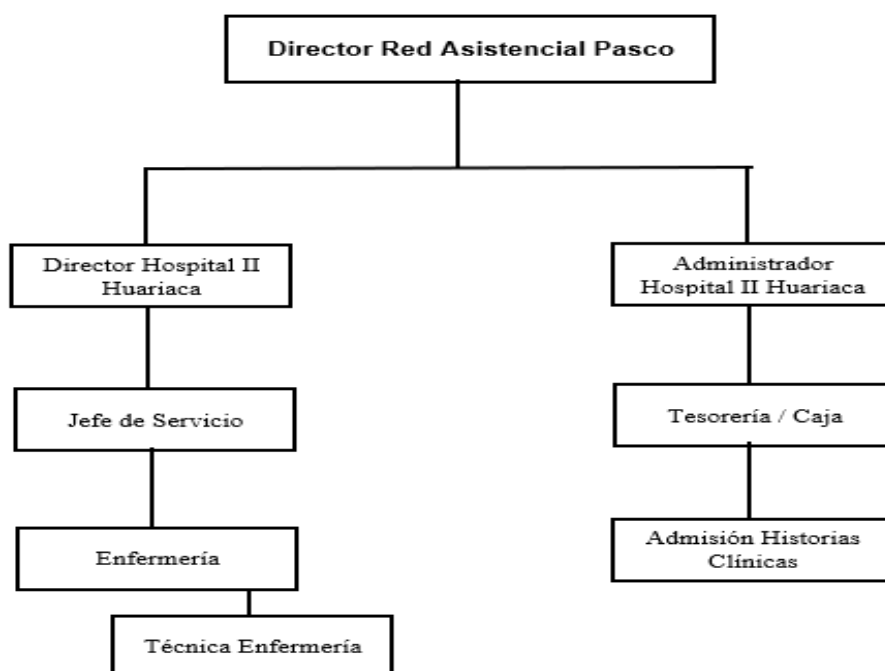 Director Red Asistencial Pasco
Director Hospital II
Huariaca
Administrador
Hospital II Huariaca
Jefe de Servicio
Tesorería / Caja
Enfermería
Admisión Historias
Clínicas
Técnica Enfermería